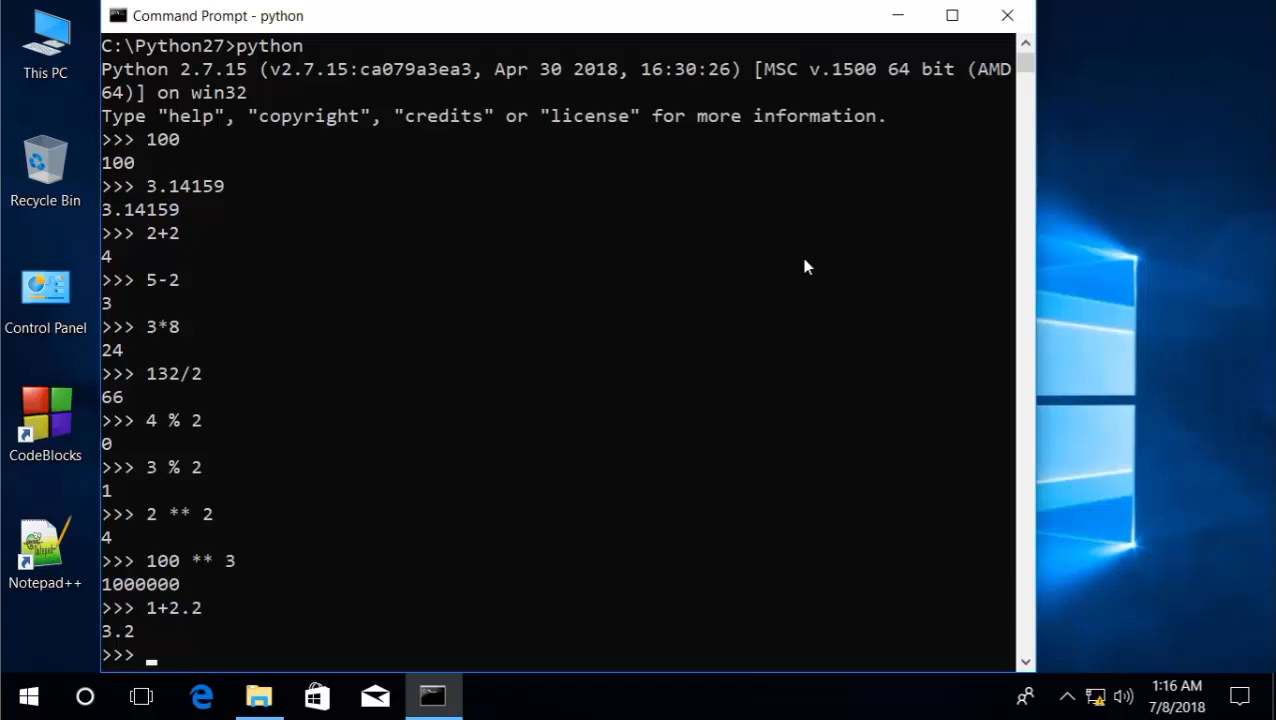 Command Prompt - python
This PC
Recycle Bin
Control Panel
CodeBlocks
Notepad++
C:\Python27>python
Python 2.7.15 (v2.7.15:ca079a3ea3, Apr 30 2018, 16:30:26) [MSC v.1500 64 bit (AMD
64)] on win32
Type "help", "copyright", "credits" or "license" for more information.
>>> 100
100
>>> 3.14159
3.14159
>>> 2+2
4
>>> 5-2
3
>>> 3*8
24
>>> 132/2
66
>>> 4 % 2
0
>>> 3 % 2
1
>>> 2 ** 2
4
>>> 100 ** 3
1000000
>>> 1+2.2
3.2
>>> _
1:16 AM
7/8/2018